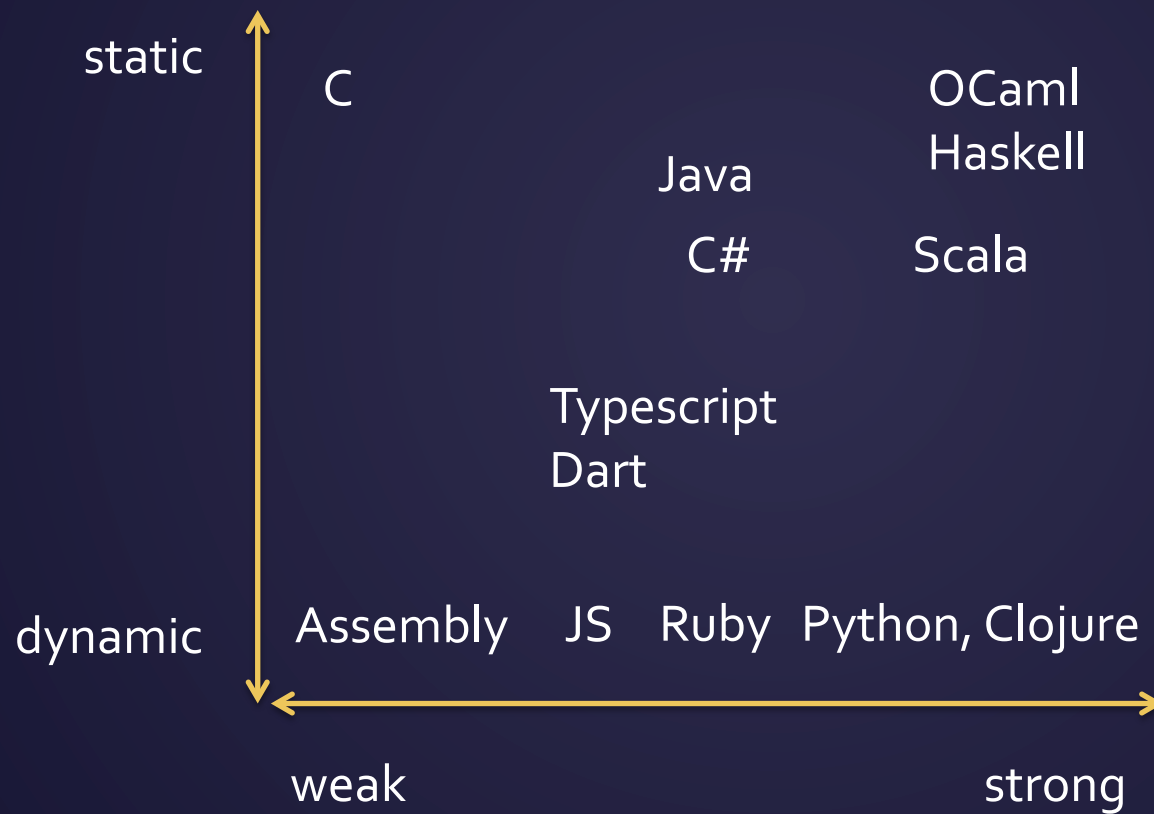 static
C
OCaml
Haskell
Java
C#
Scala
Typescript
Dart
dynamic
Assembly
JS
Ruby
Python, Clojure
weak
strong